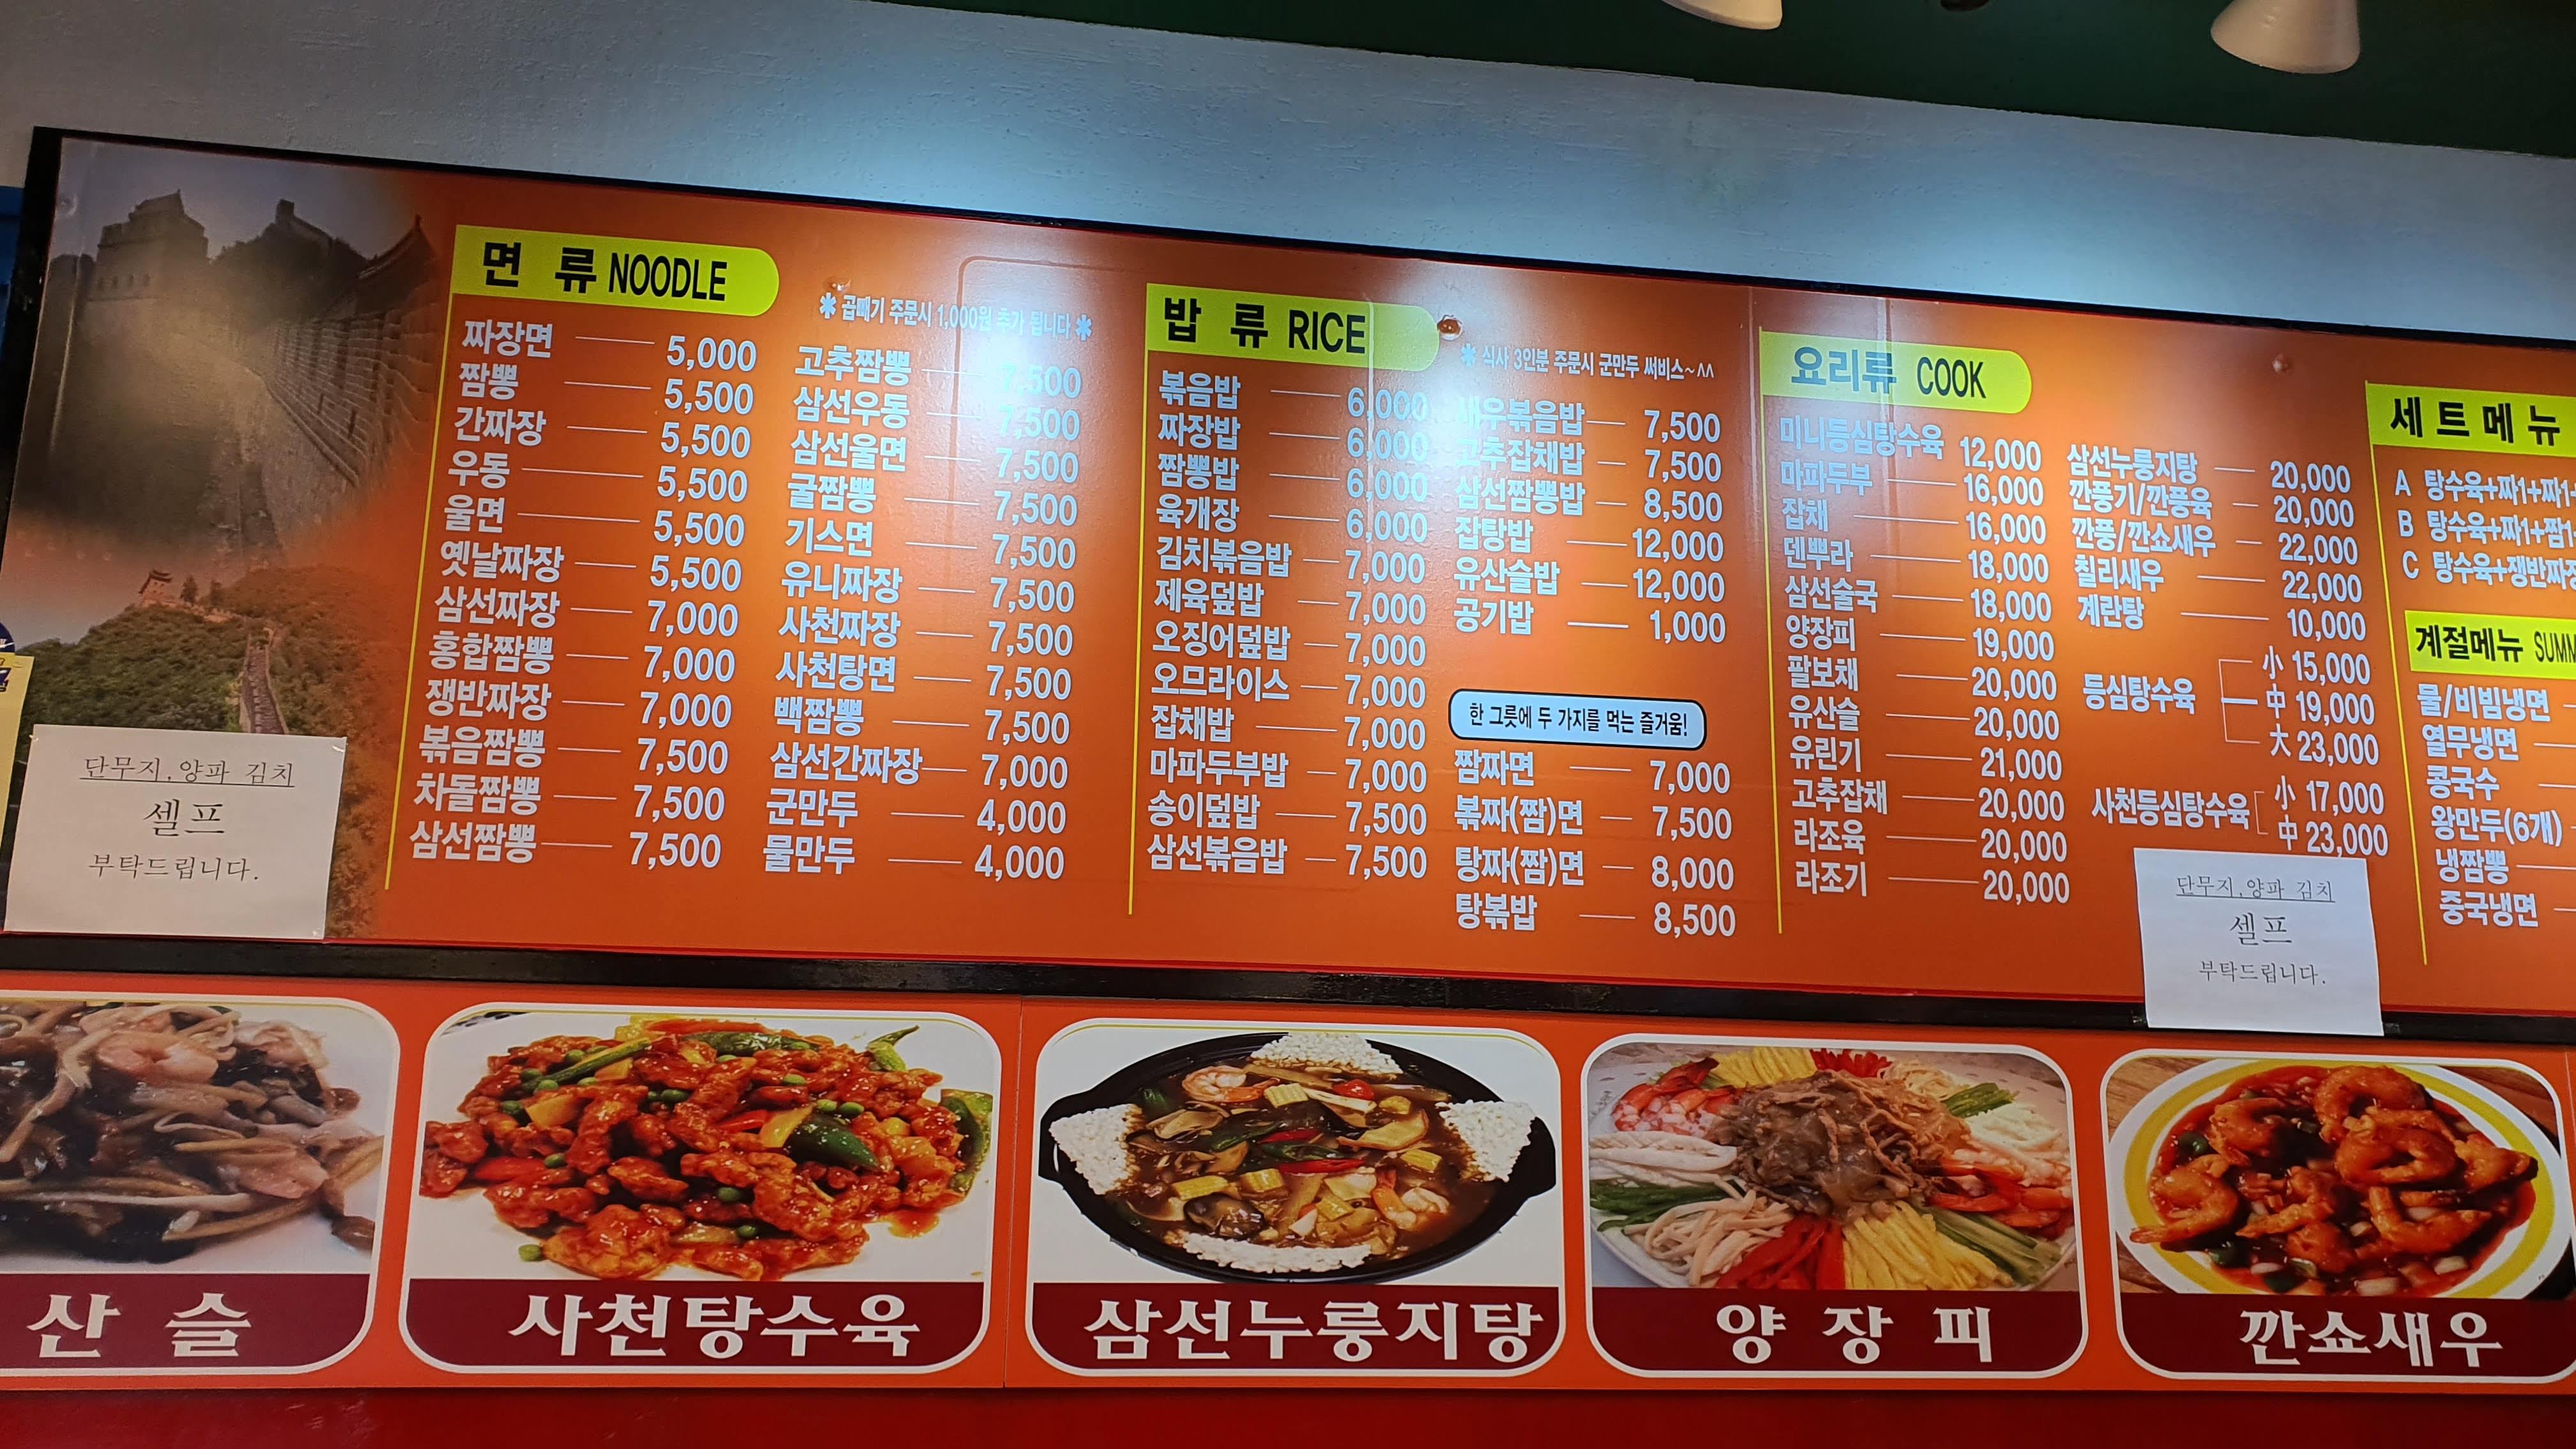 면 류 NOODLE
* 곱빼기 주문시 1,000원 추가 됩니다 *
짜장면 5,000
짬뽕 5,500
간짜장 5,500
우동 5,500
울면 5,500
옛날짜장 5,500
삼선짜장 7,000
홍합짬뽕 7,000
쟁반짜장 7,000
볶음짬뽕 7,500
차돌짬뽕 7,500
삼선짬뽕 7,500
고추짬뽕 7,500
삼선우동 7,500
삼선울면 7,500
굴짬뽕 7,500
기스면 7,500
유니짜장 7,500
사천짜장 7,500
사천탕면 7,500
백짬뽕 7,500
삼선간짜장 7,000
군만두 4,000
물만두 4,000
밥 류 RICE
* 식사 3인분 주문시 군만두 써비스~^^
볶음밥 6,000
짜장밥 6,000
짬뽕밥 6,000
육개장 6,000
김치볶음밥 7,000
제육덮밥 7,000
오징어덮밥 7,000
오므라이스 7,000
잡채밥 7,000
마파두부밥 7,000
송이덮밥 7,500
삼선볶음밥 7,500
새우볶음밥 7,500
고추잡채밥 7,500
삼선짬뽕밥 8,500
잡탕밥 12,000
유산슬밥 12,000
공기밥 1,000
한 그릇에 두 가지를 먹는 즐거움!
짬짜면 7,000
볶짜(짬)면 7,500
탕짜(짬)면 8,000
탕볶밥 8,500
요리류 COOK
미니등심탕수육 12,000
마파두부 16,000
잡채 16,000
덴뿌라 18,000
삼선술국 18,000
양장피 19,000
팔보채 20,000
유산슬 20,000
유린기 21,000
고추잡채 20,000
라조육 20,000
라조기 20,000
삼선누룽지탕 20,000
깐풍기/깐풍육 20,000
깐풍/깐쇼새우 22,000
칠리새우 22,000
계란탕 10,000
등심탕수육 小 15,000
中 19,000
大 23,000
사천등심탕수육 小 17,000
中 23,000
세트메뉴
A 탕수육+짜1+짜1
B 탕수육+짜1+짬1
C 탕수육+쟁반짜장
계절메뉴 SUMM
물/비빔냉면
열무냉면
콩국수
왕만두(6개)
냉짬뽕
중국냉면
단무지.양파 김치
셀프
부탁드립니다.
단무지.양파 김치
셀프
부탁드립니다.
산 슬
사천탕수육
삼선누룽지탕
양 장 피
깐쇼새우